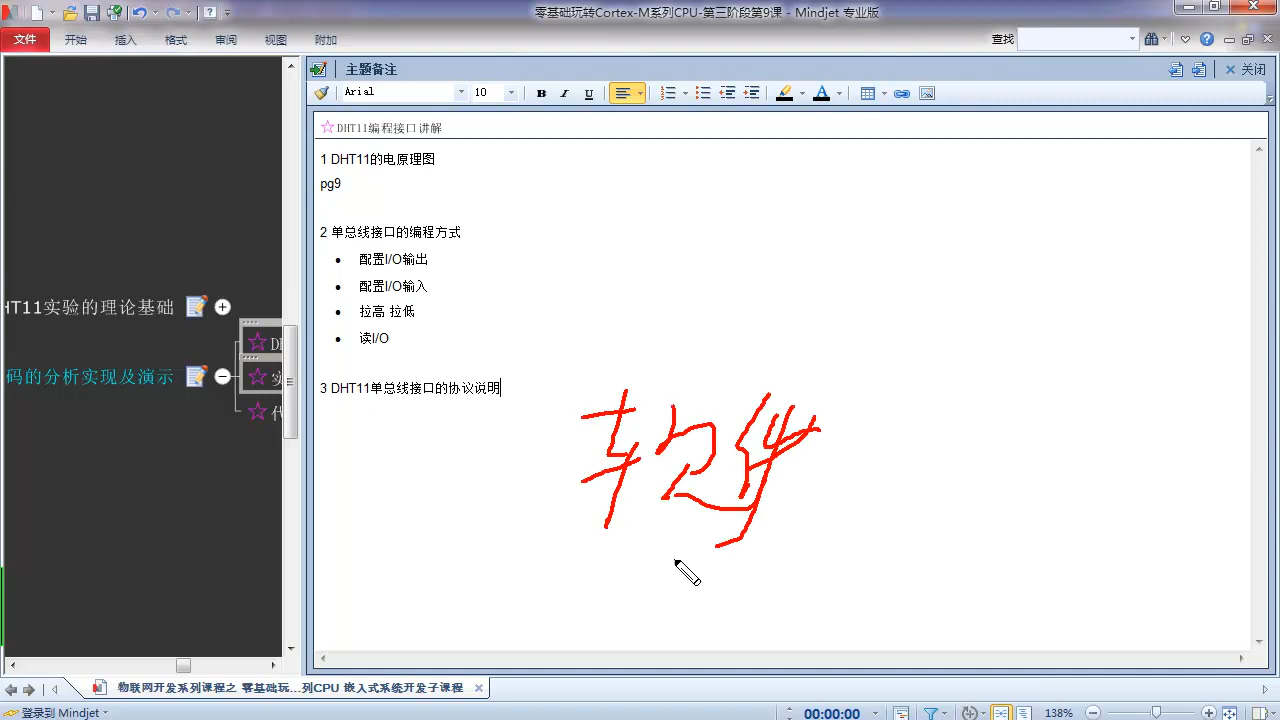 零基础玩转Cortex-M系列CPU-第三阶段第9课 - Mindjet 专业版
文件 开始 插入 格式 审阅 视图 附加 查找
主题备注 关闭
Arial 10 B I U A
DHT11编程接口讲解
1 DHT11的电原理图
pg9
2 单总线接口的编程方式
• 配置I/O输出
• 配置I/O输入
• 拉高 拉低
• 读I/O
3 DHT11单总线接口的协议说明
软件
HT11实验的理论基础
DH
码的分析实现及演示
实
代
物联网开发系列课程之 零基础玩...列CPU 嵌入式系统开发子课程
登录到 Mindjet 00:00:00 138%